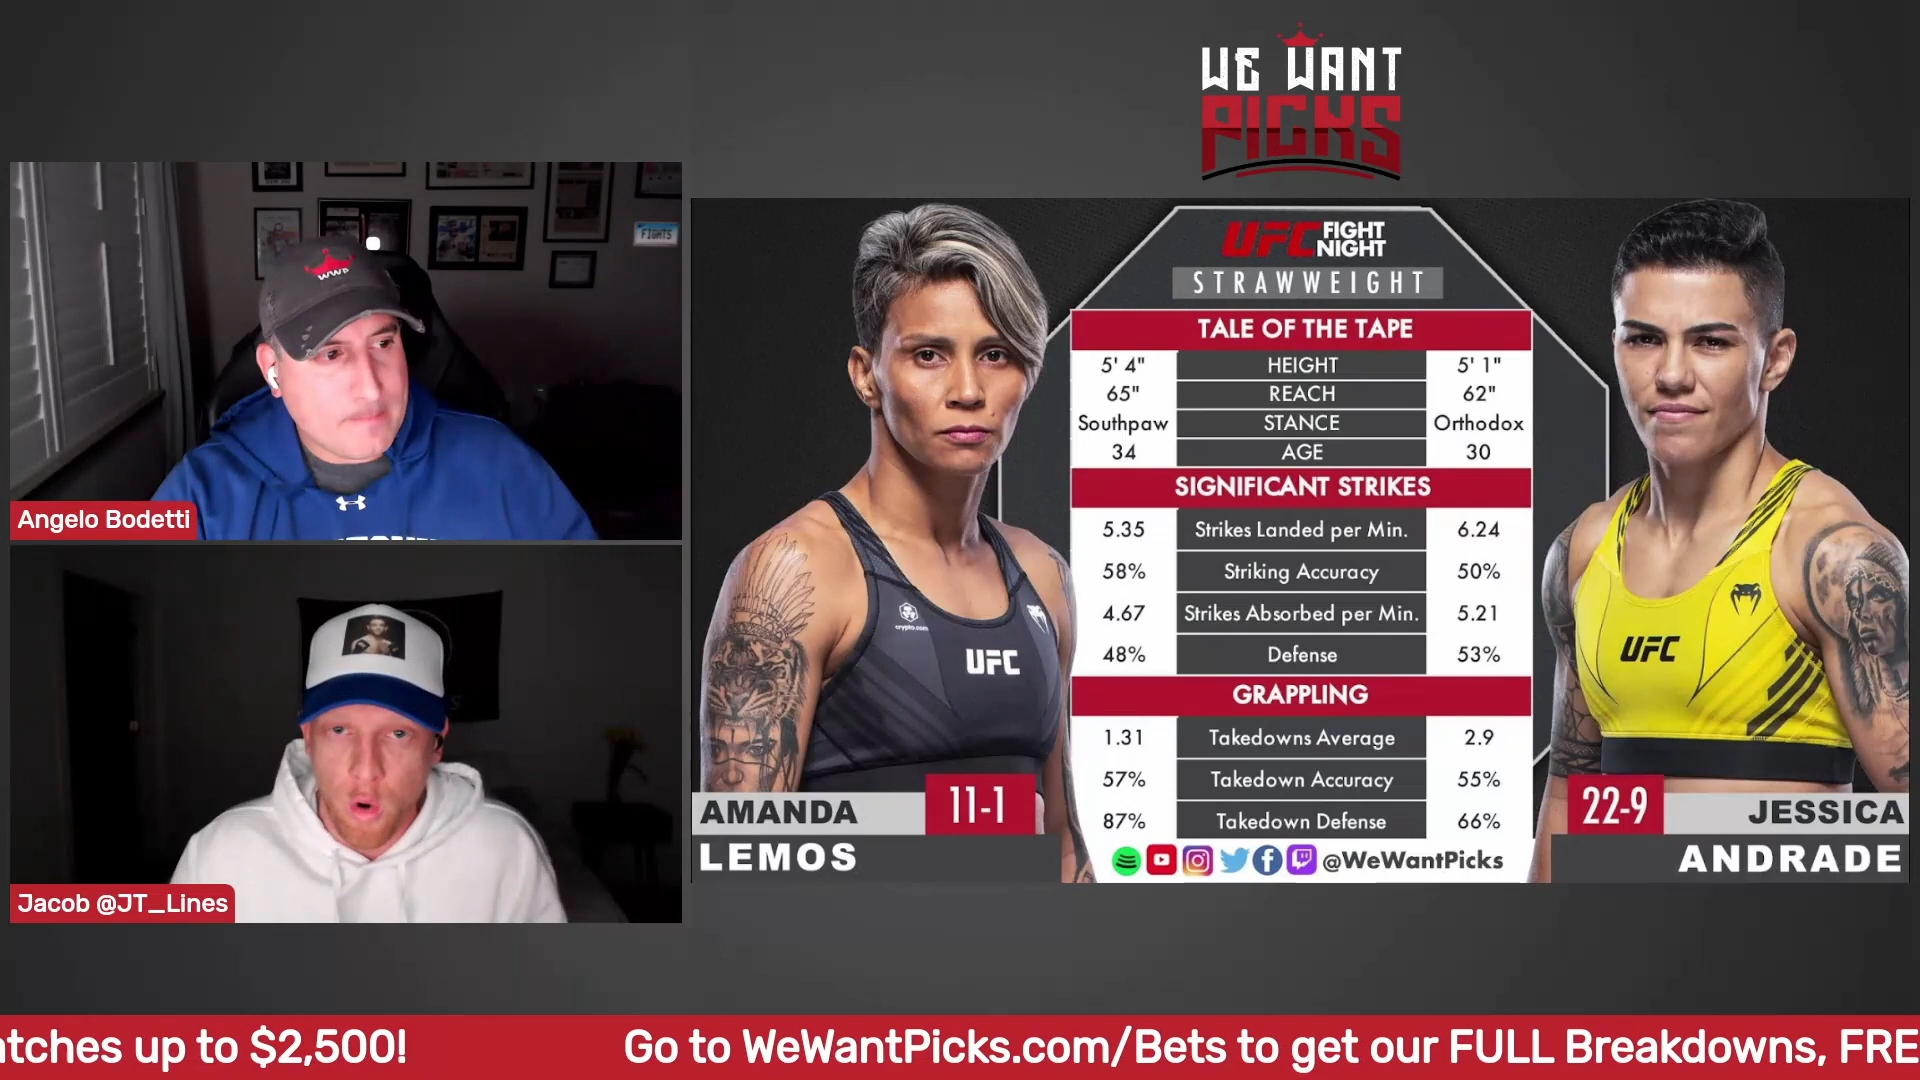 WE WANT
PICKS
WWP
FIGHTS
Angelo Bodetti
Jacob @JT_Lines
UFC FIGHT NIGHT
STRAWWEIGHT
TALE OF THE TAPE
5' 4" HEIGHT 5' 1"
65" REACH 62"
Southpaw STANCE Orthodox
34 AGE 30
SIGNIFICANT STRIKES
5.35 Strikes Landed per Min. 6.24
58% Striking Accuracy 50%
4.67 Strikes Absorbed per Min. 5.21
48% Defense 53%
GRAPPLING
1.31 Takedowns Average 2.9
57% Takedown Accuracy 55%
87% Takedown Defense 66%
@WeWantPicks
crypto.com
UFC
UFC
AMANDA 11-1
LEMOS
22-9 JESSICA
ANDRADE
atches up to $2,500! Go to WeWantPicks.com/Bets to get our FULL Breakdowns, FRE